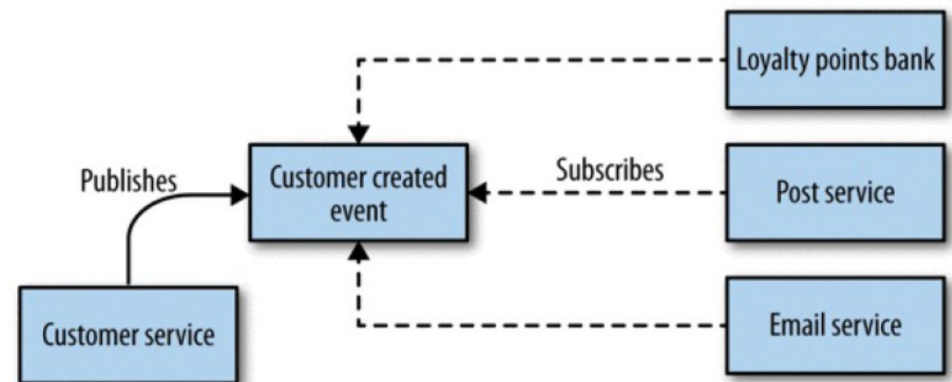 Loyalty points bank
Publishes
Customer created
event
Subscribes
Post service
Customer service
Email service